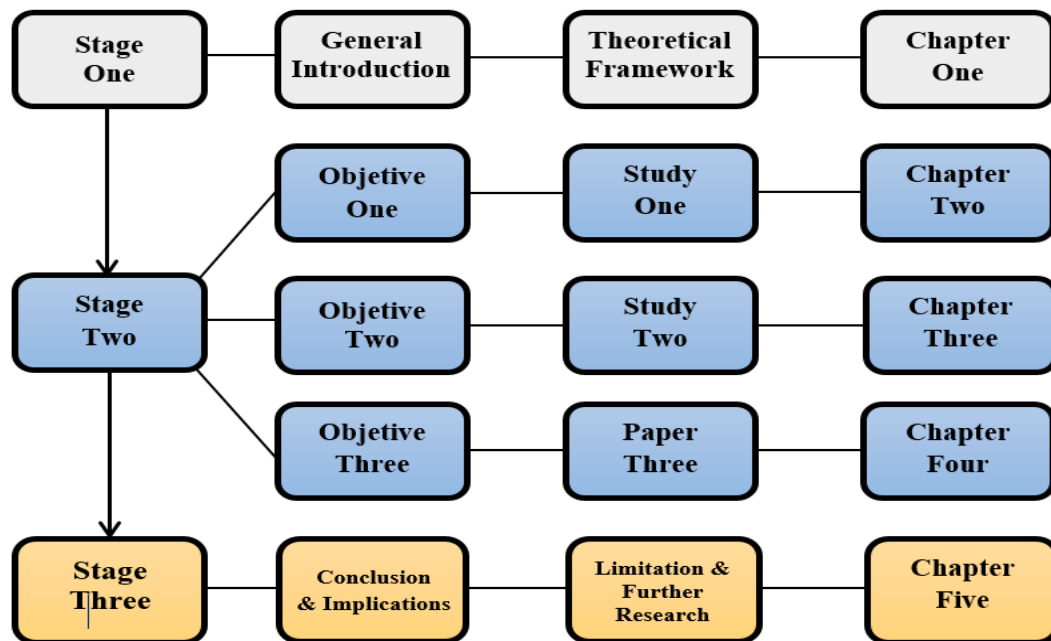 Stage
One
General
Introduction
Theoretical
Framework
Chapter
One
Objetive
One
Study
One
Chapter
Two
Stage
Two
Objetive
Two
Study
Two
Chapter
Three
Objetive
Three
Paper
Three
Chapter
Four
Stage
Three
Conclusion
& Implications
Limitation &
Further
Research
Chapter
Five